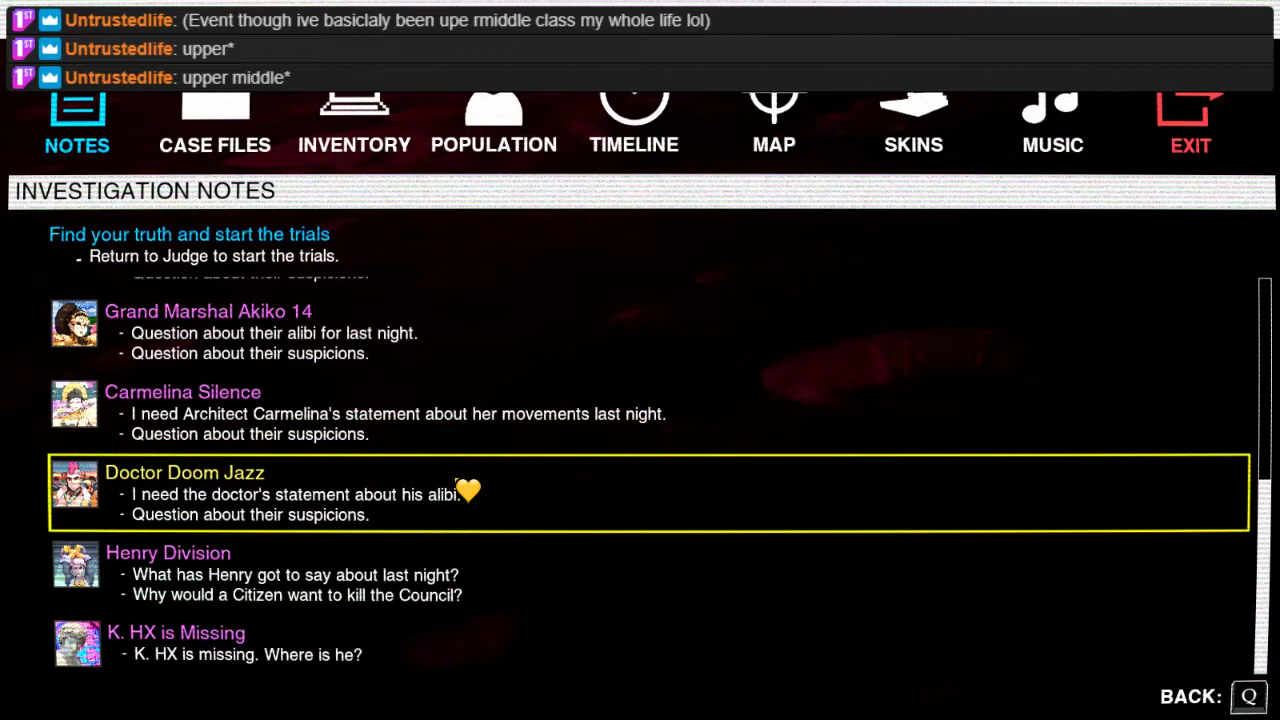 1ST Untrustedlife: (Event though ive basiclaly been upe rmiddle class my whole life lol)
1ST Untrustedlife: upper*
1ST Untrustedlife: upper middle*
NOTES CASE FILES INVENTORY POPULATION TIMELINE MAP SKINS MUSIC EXIT
INVESTIGATION NOTES
Find your truth and start the trials
- Return to Judge to start the trials.
- Question about their suspicions.
Grand Marshal Akiko 14
- Question about their alibi for last night.
- Question about their suspicions.
Carmelina Silence
- I need Architect Carmelina's statement about her movements last night.
- Question about their suspicions.
Doctor Doom Jazz
- I need the doctor's statement about his alibi.
- Question about their suspicions.
Henry Division
- What has Henry got to say about last night?
- Why would a Citizen want to kill the Council?
K. HX is Missing
- K. HX is missing. Where is he?
BACK: Q